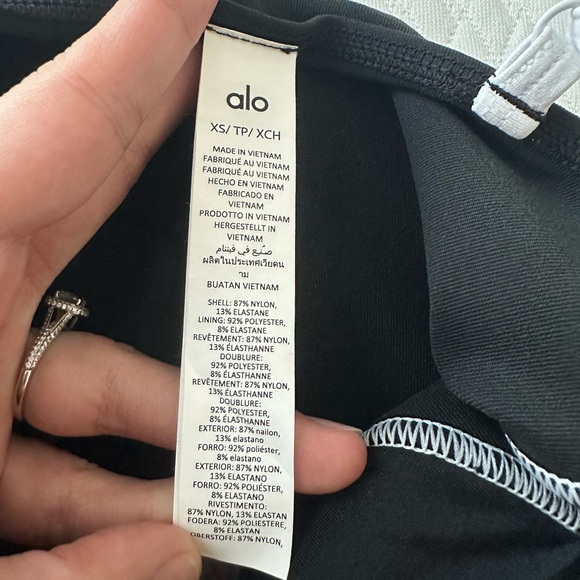 alo
XS/ TP/ XCH
MADE IN VIETNAM
FABRIQUÉ AU VIETNAM
FABRIQUÉ AU VIETNAM
HECHO EN VIETNAM
FABRICADO EN
VIETNAM
PRODOTTO IN VIETNAM
HERGESTELLT IN
VIETNAM
صنع في فيتنام
ผลิตในประเทศเวียดน
าม
BUATAN VIETNAM
SHELL: 87% NYLON,
13% ELASTANE
LINING: 92% POLYESTER,
8% ELASTANE
REVÊTEMENT: 87% NYLON,
13% ÉLASTHANNE
DOUBLURE:
92% POLYESTER,
8% ÉLASTHANNE
REVÊTEMENT: 87% NYLON,
13% ÉLASTHANNE
DOUBLURE:
92% POLYESTER,
8% ÉLASTHANNE
EXTERIOR: 87% nailon,
13% elastano
FORRO: 92% poliéster,
8% elastano
EXTERIOR: 87% NYLON,
13% ELASTANO
FORRO: 92% POLIÉSTER,
8% ELASTANO
RIVESTIMENTO:
87% NYLON, 13% ELASTAN
FODERA: 92% POLIESTERE,
8% ELASTAN
OBERSTOFF: 87% NYLON,